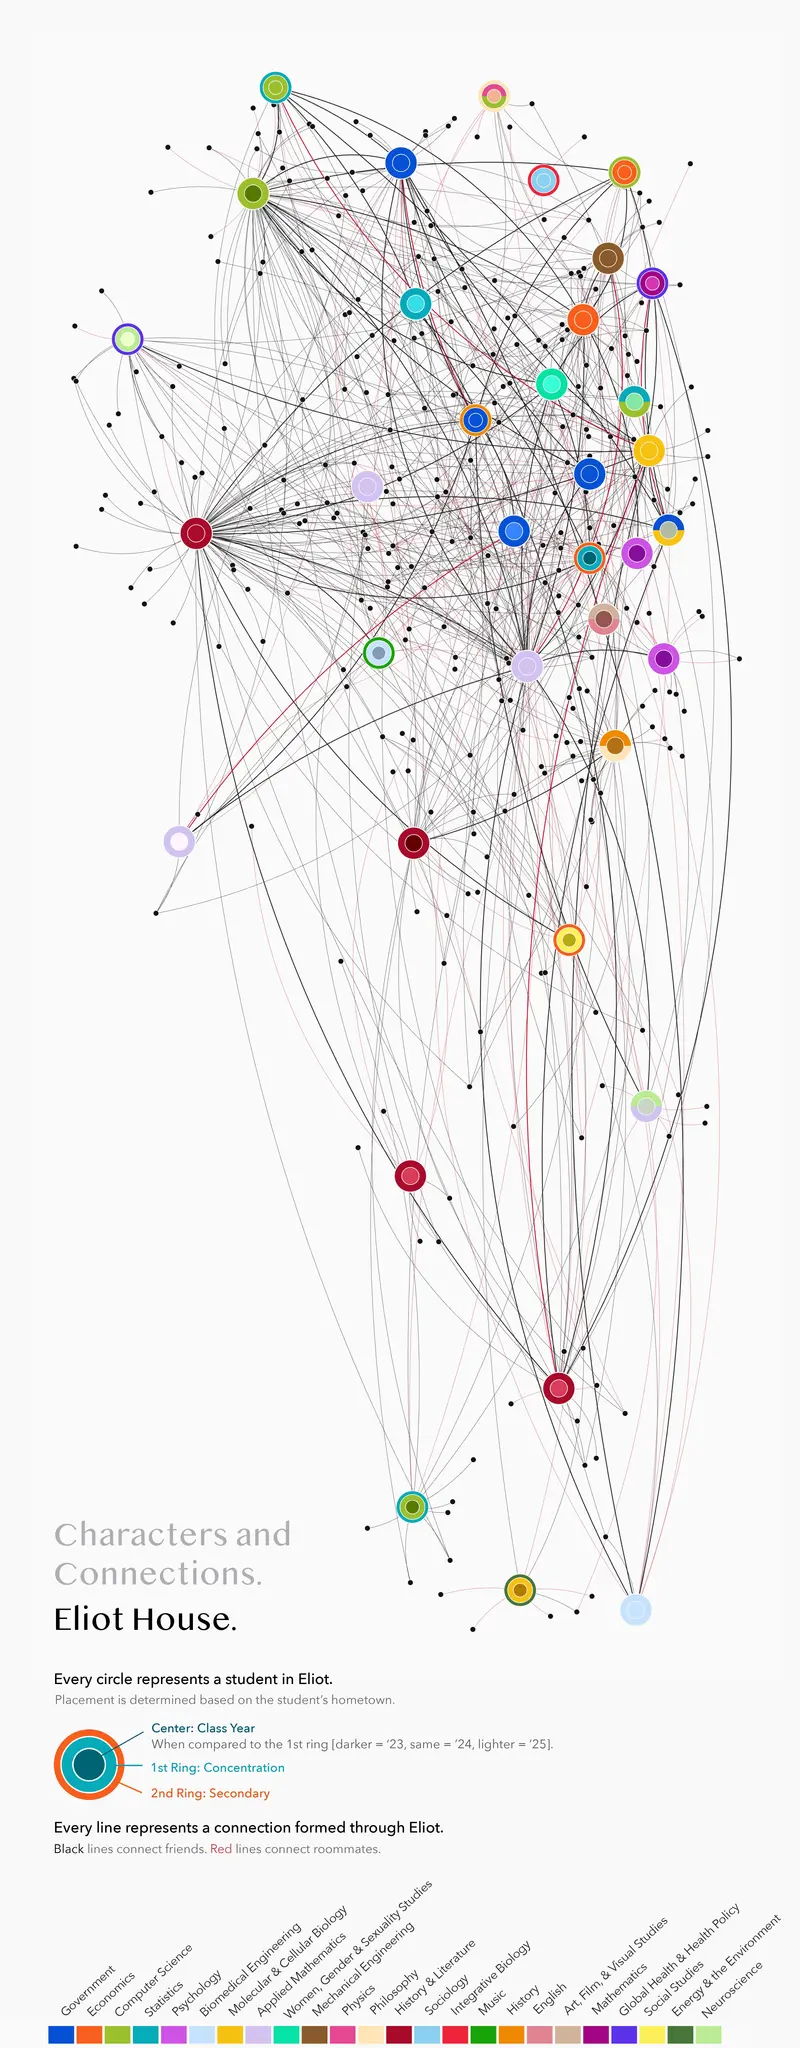 Characters and
Connections.
Eliot House.
Every circle represents a student in Eliot.
Placement is determined based on the student's hometown.
Center: Class Year
When compared to the 1st ring [darker = '23, same = '24, lighter = '25].
1st Ring: Concentration
2nd Ring: Secondary
Every line represents a connection formed through Eliot.
Black lines connect friends. Red lines connect roommates.
Government
Economics
Computer Science
Statistics
Psychology
Biomedical Engineering
Molecular & Cellular Biology
Applied Mathematics
Women, Gender & Sexuality Studies
Mechanical Engineering
Physics
Philosophy
History & Literature
Sociology
Integrative Biology
Music
History
English
Art, Film, & Visual Studies
Mathematics
Global Health & Health Policy
Social Studies
Energy & the Environment
Neuroscience